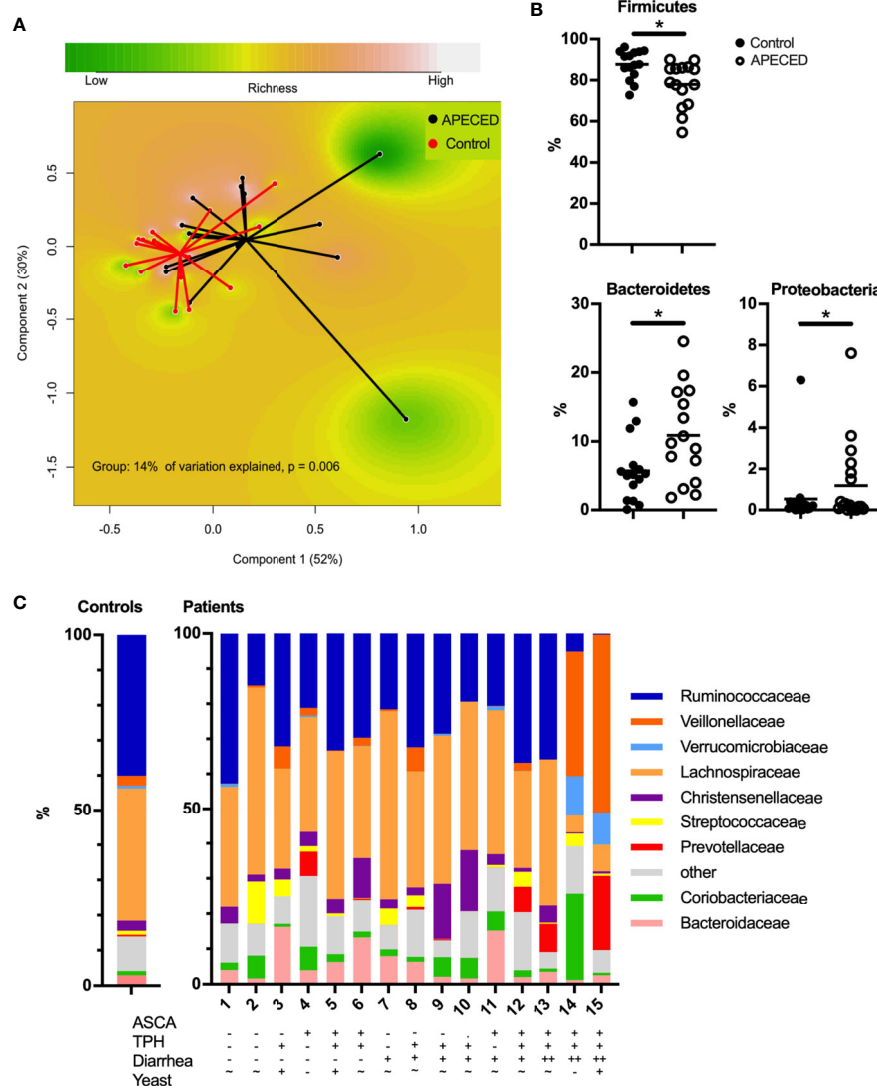 A
Low
High
Richness
APECED
Control
0.5
0.0
-0.5
-1.0
-1.5
Component 2 (30%)
Group: 14% of variation explained, p = 0.006
-0.5 0.0 0.5 1.0
Component 1 (52%)
B
Firmicutes
*
Control
APECED
100
80
60
40
20
0
%
Bacteroidetes
*
30
20
10
0
%
Proteobacteria
*
10
8
6
4
2
0
%
C
Controls
100
50
0
%
Patients
100
50
0
1 2 3 4 5 6 7 8 9 10 11 12 13 14 15
ASCA
TPH
Diarrhea
Yeast
Ruminococcaceae
Veillonellaceae
Verrucomicrobiaceae
Lachnospiraceae
Christensenellaceae
Streptococcaceae
Prevotellaceae
other
Coriobacteriaceae
Bacteroidaceae